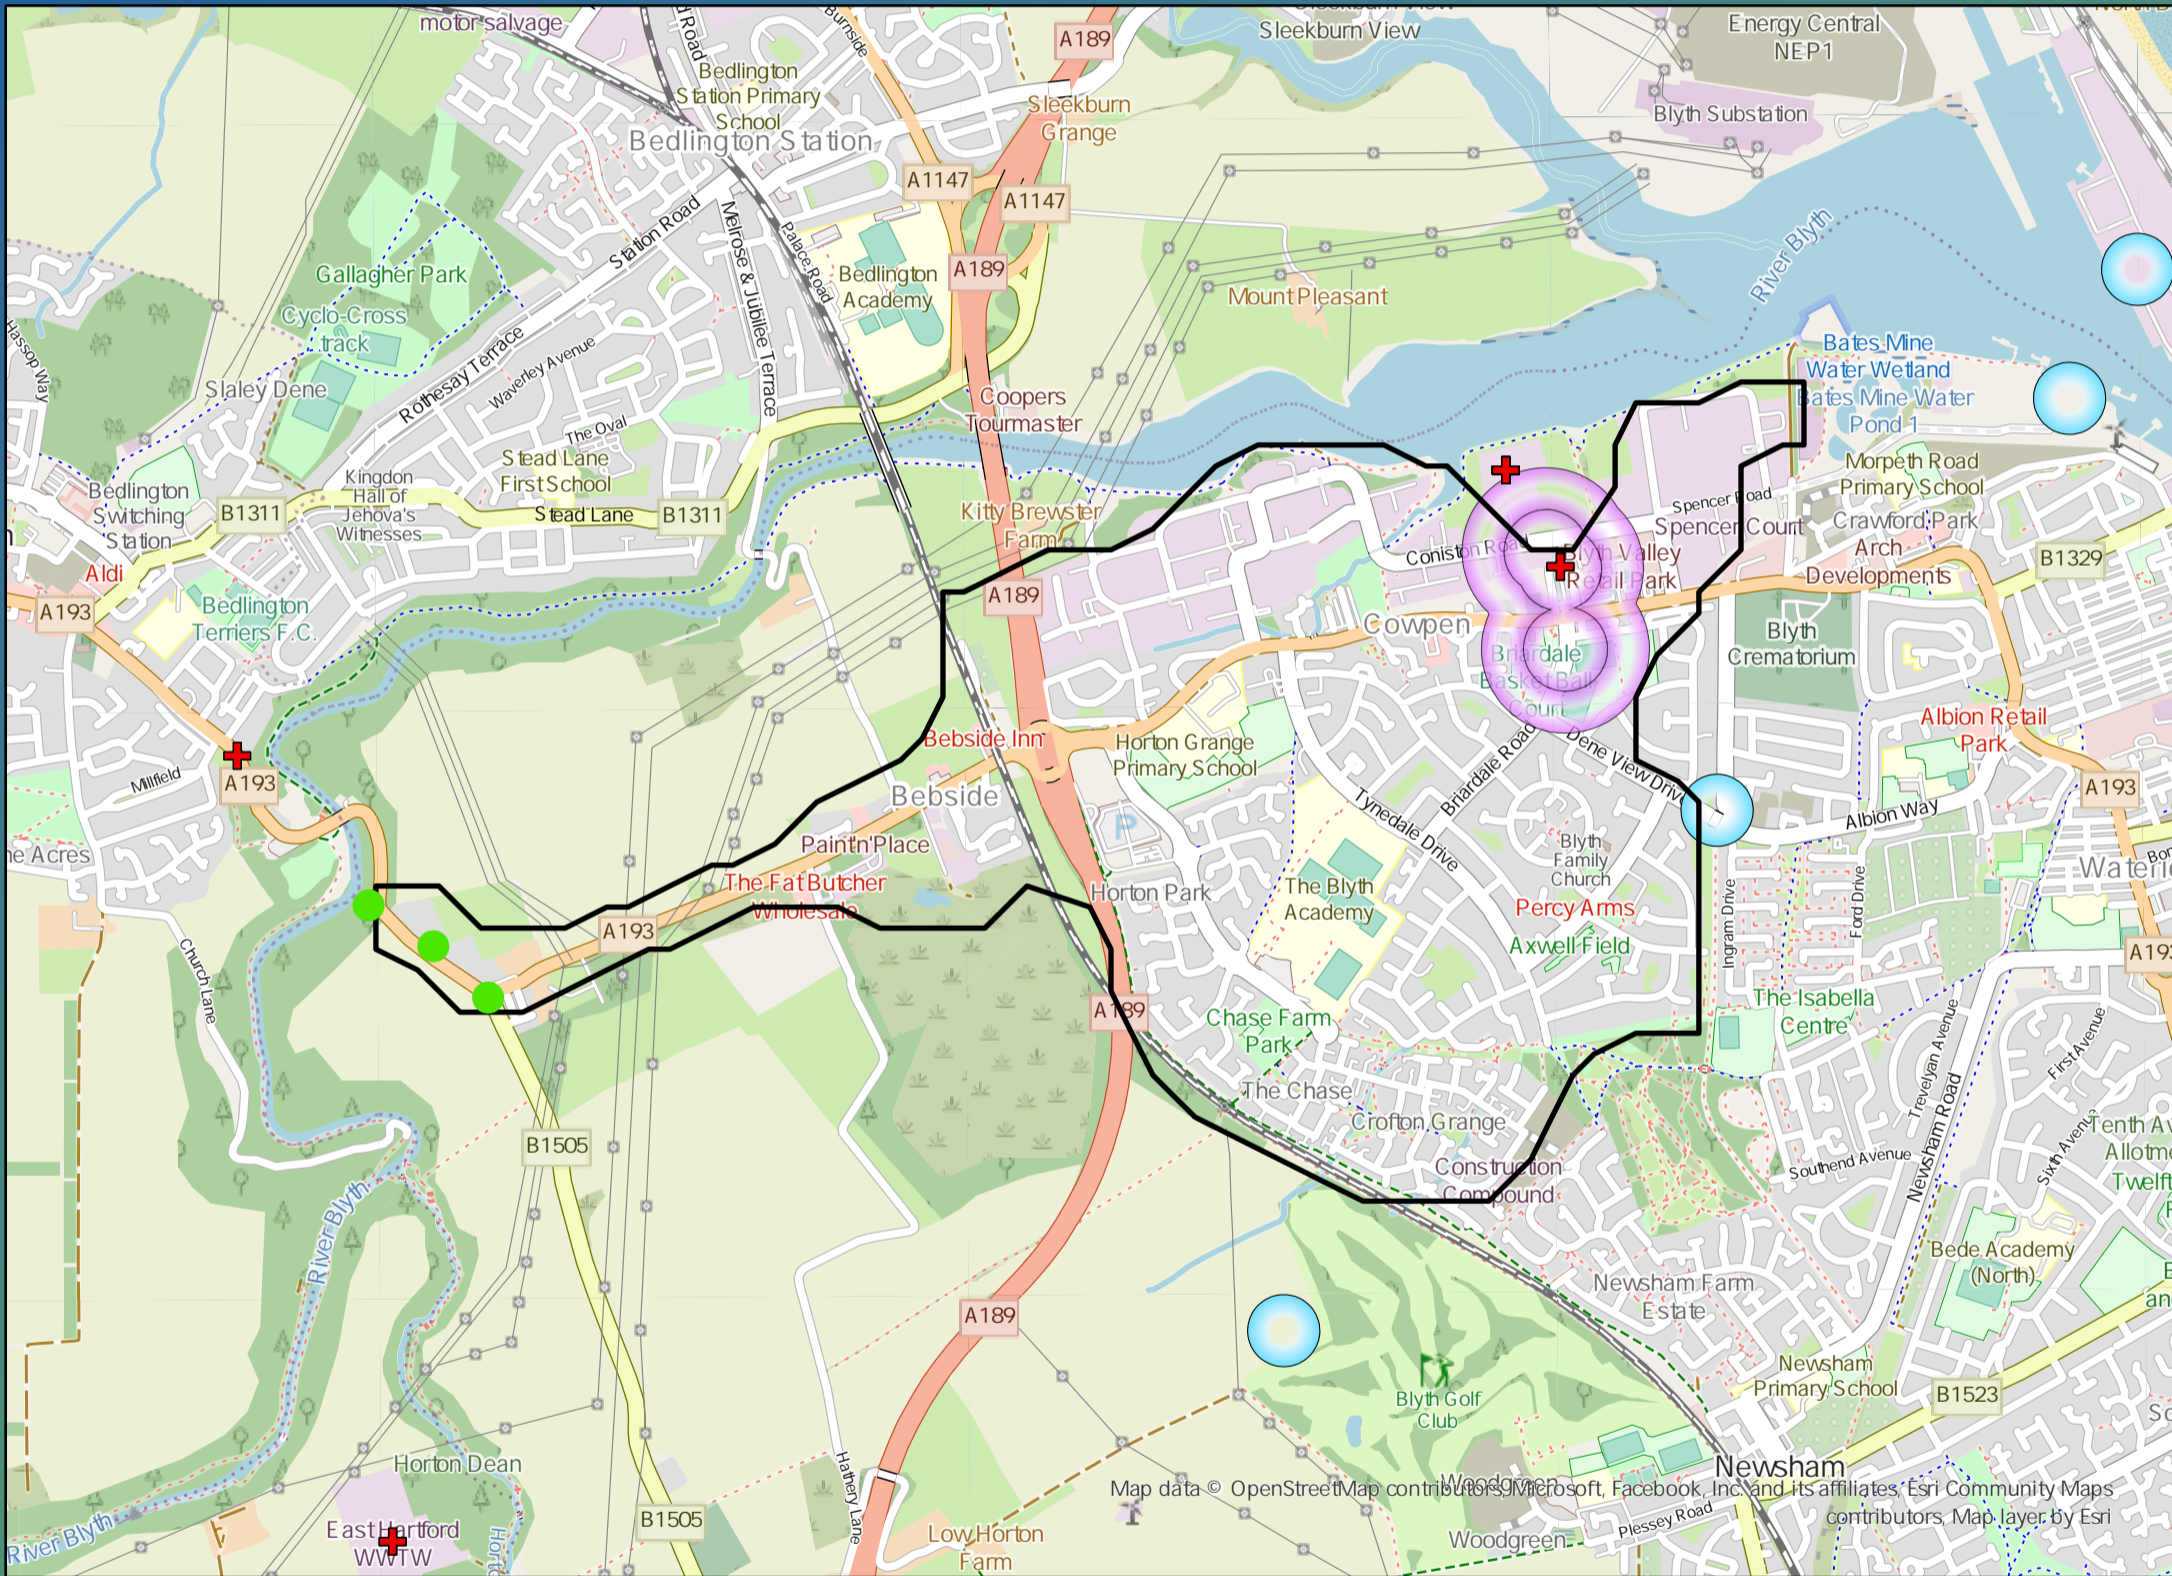 motor salvage
Burnside
A189
Sleekburn View
Energy Central
NEP1
Bedlington
Station Primary
School
Bedlington Station
Sleekburn
Grange
Blyth Substation
A1147
A1147
Station Road
Melrose & Jubilee Terrace
Palace Road
River Blyth
Gallagher Park
Bedlington
Academy
A189
Mount Pleasant
Cyclo-Cross
track
Hassop Way
Rothesay Terrace
Waverley Avenue
Slaley Dene
Bates Mine
Water Wetland
Bates Mine Water
Pond 1
Coopers
Tourmaster
The Oval
Stead Lane
First School
Kingdon
Hall of
Jehova's
Witnesses
Bedlington
Switching
Station
B1311
Stead Lane
B1311
Morpeth Road
Primary School
Spencer Road
Spencer Court
Crawford Park
Kitty Brewster
Farm
Coniston Road
Blyth Valley
Retail Park
Arch
Developments
B1329
Aldi
A193
Bedlington
Terriers F.C.
A189
Cowpen
Blyth
Crematorium
Briardale
Basket Ball
Court
Albion Retail
Park
Bebside Inn
Horton Grange
Primary School
Dene View Drive
Briardale Road
Millfield
A193
Bebside
Tynedale Drive
A193
Albion Way
Paint'n'Place
Blyth
Family
Church
The Fat Butcher
Wholesale
Horton Park
The Blyth
Academy
Percy Arms
Axwell Field
Ingram Drive
Ford Drive
A193
A193
Church Lane
A189
Chase Farm
Park
The Isabella
Centre
Trevelyan Avenue
First Avenue
The Chase
Crofton Grange
Newsham Road
Sixth Avenue
B1505
Construction
Compound
Southend Avenue
River Blyth
Bede Academy
(North)
Newsham Farm
Estate
A189
Newsham
Primary School
B1523
Blyth Golf
Club
Horton Dean
Hathery Lane
Newsham
Woodgreen
Map data © OpenStreetMap contributors, Microsoft, Facebook, Inc. and its affiliates, Esri Community Maps
contributors, Map layer by Esri
B1505
East Hartford
WWTW
River Blyth
Low Horton
Farm
Plessey Road
Woodgreen